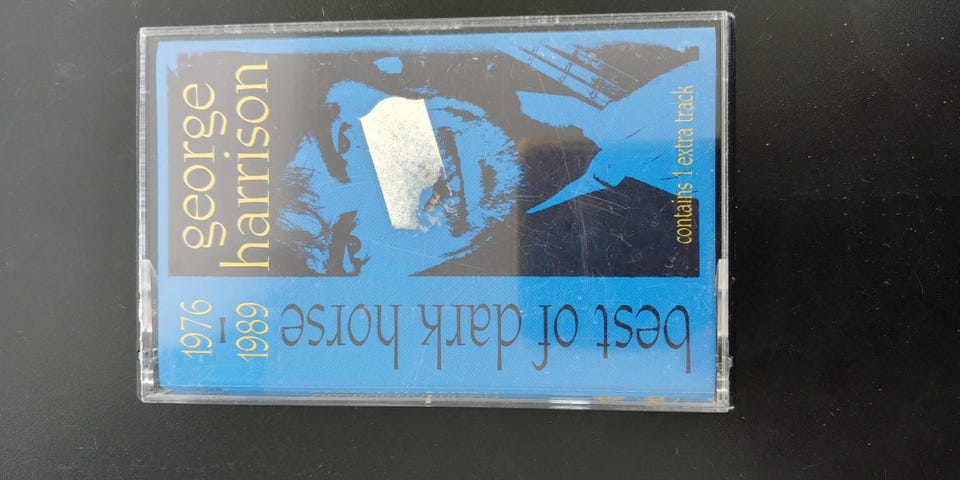 george
harrison
1976
1989
best of dark horse
contains 1 extra track